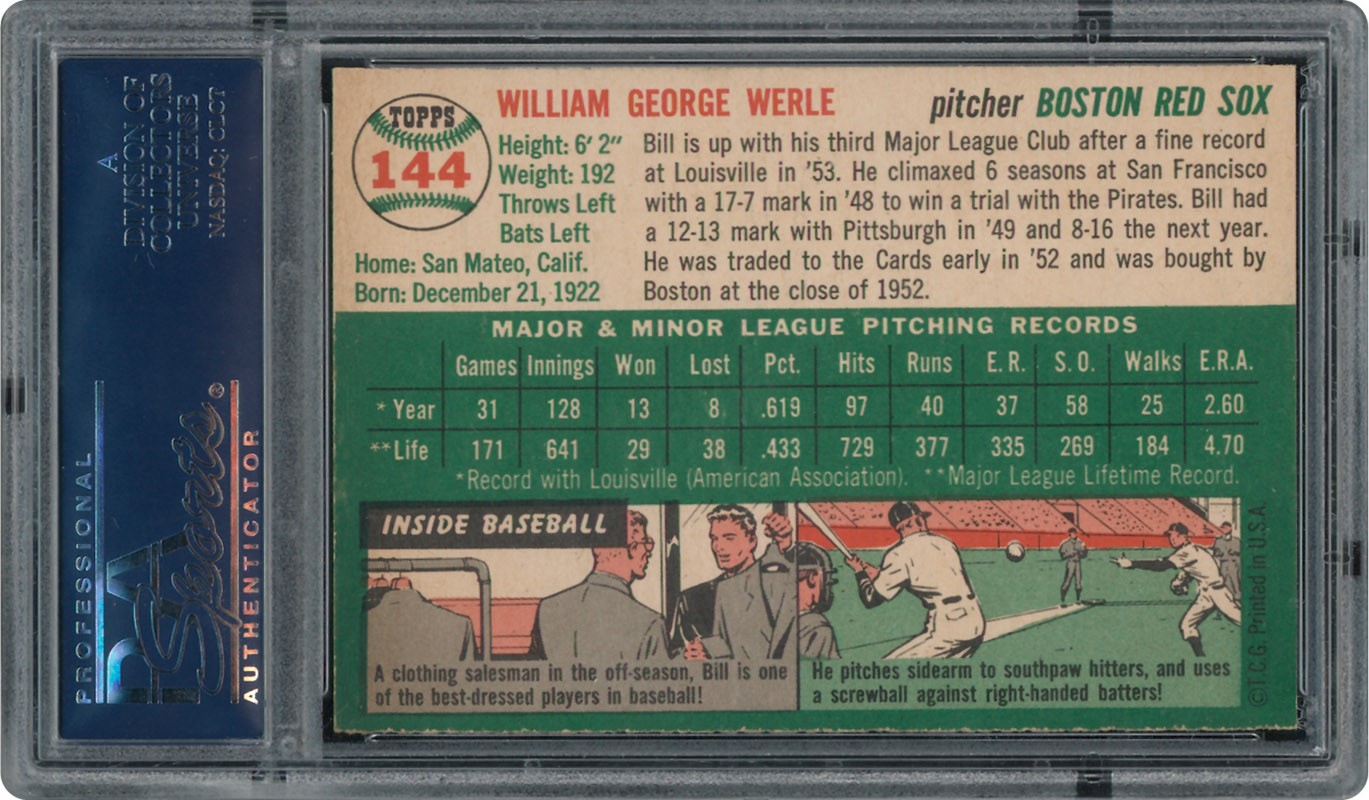 A
DIVISION OF
COLLECTORS
UNIVERSE
NASDAQ: CLCT
PROFESSIONAL
PSA
Sports®
AUTHENTICATOR
TOPPS
144
WILLIAM GEORGE WERLE
pitcher BOSTON RED SOX
Height: 6' 2"
Weight: 192
Throws Left
Bats Left
Home: San Mateo, Calif.
Born: December 21, 1922
Bill is up with his third Major League Club after a fine record
at Louisville in '53. He climaxed 6 seasons at San Francisco
with a 17-7 mark in '48 to win a trial with the Pirates. Bill had
a 12-13 mark with Pittsburgh in '49 and 8-16 the next year.
He was traded to the Cards early in '52 and was bought by
Boston at the close of 1952.
MAJOR & MINOR LEAGUE PITCHING RECORDS
Games Innings Won Lost Pct. Hits Runs E. R. S. O. Walks E.R.A.
* Year 31 128 13 8 .619 97 40 37 58 25 2.60
**Life 171 641 29 38 .433 729 377 335 269 184 4.70
*Record with Louisville (American Association). **Major League Lifetime Record.
INSIDE BASEBALL
A clothing salesman in the off-season, Bill is one
of the best-dressed players in baseball!
He pitches sidearm to southpaw hitters, and uses
a screwball against right-handed batters!
©T.C.G. Printed in U.S.A.